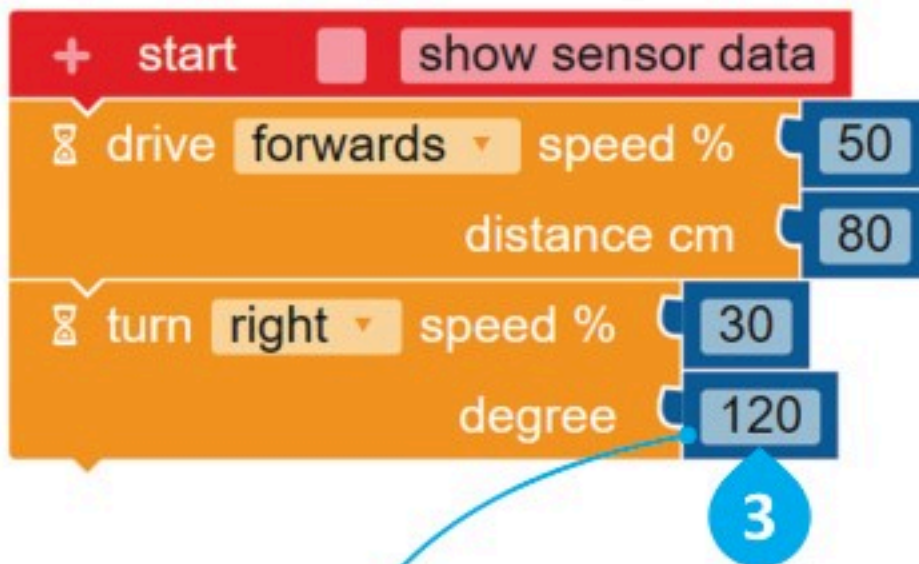 + start show sensor data
drive forwards speed % 50
distance cm 80
turn right speed % 30
degree 120
3